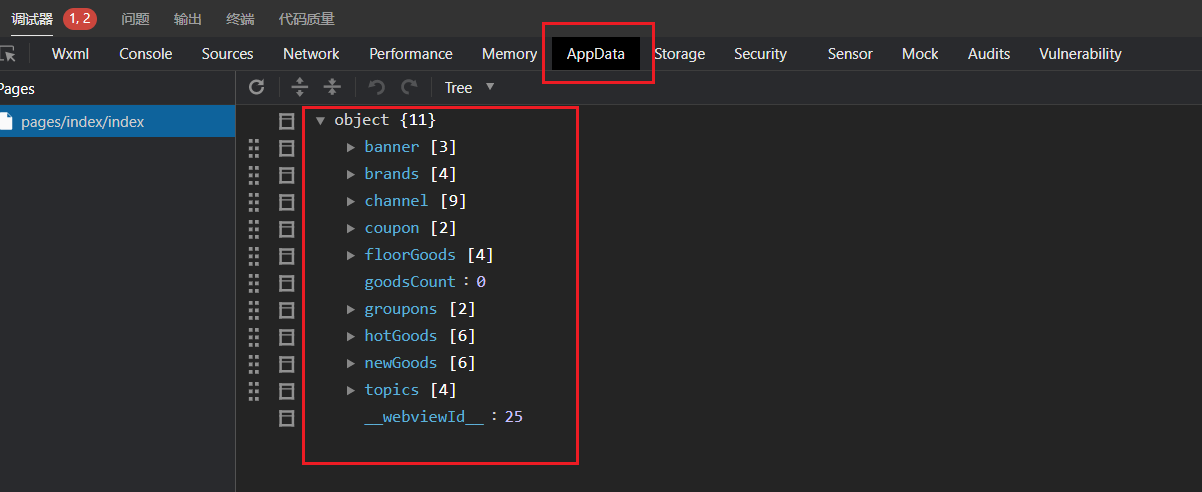 调试器 1, 2 问题 输出 终端 代码质量
Wxml Console Sources Network Performance Memory AppData Storage Security Sensor Mock Audits Vulnerability
Pages
Tree
pages/index/index
object {11}
banner [3]
brands [4]
channel [9]
coupon [2]
floorGoods [4]
goodsCount : 0
groupons [2]
hotGoods [6]
newGoods [6]
topics [4]
__webviewId__ : 25